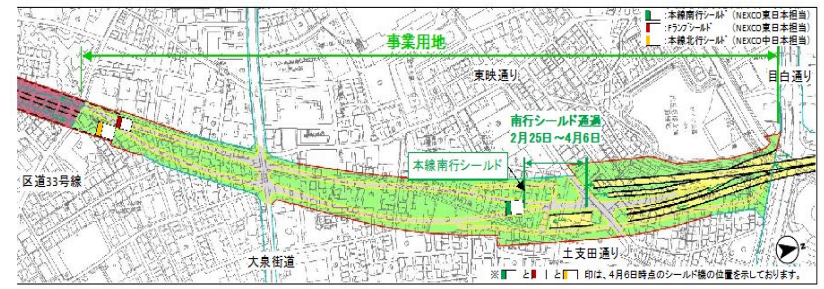 :本線南行シールド(NEXCO東日本担当)
:Fランプシールド(NEXCO東日本担当)
:本線北行シールド(NEXCO中日本担当)
事業用地
東映通り
目白通り
南行シールド通過
2月25日～4月6日
本線南行シールド
区道33号線
大泉街道
土支田通り
N
※ と と 印は、4月6日時点のシールド機の位置を示しております。